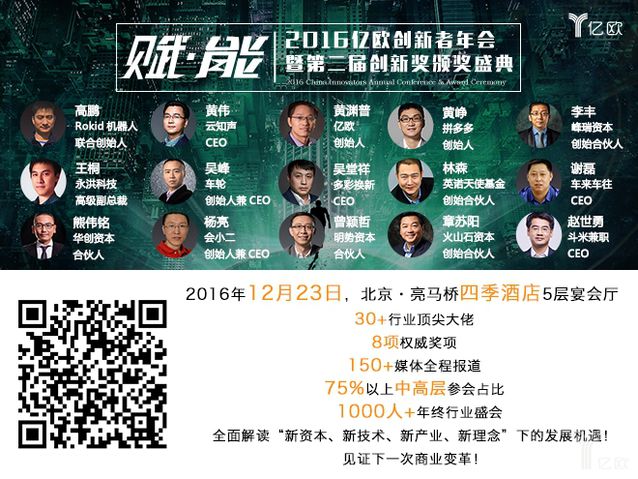 亿欧
赋·能
2016亿欧创新者年会
暨第二届创新奖颁奖盛典
2016 China Innovators Annual Conference & Award Ceremony
高鹏
Rokid 机器人
联合创始人
黄伟
云知声
CEO
黄渊普
亿欧
创始人
黄峥
拼多多
创始人
李丰
峰瑞资本
创始合伙人
王桐
永洪科技
高级副总裁
吴峰
车轮
创始人兼 CEO
吴堂祥
多彩换新
CEO
林森
英诺天使基金
创始合伙人
谢磊
车来车往
CEO
熊伟铭
华创资本
合伙人
杨亮
会小二
创始人兼 CEO
曾颖哲
明势资本
合伙人
章苏阳
火山石资本
创始合伙人
赵世勇
斗米兼职
CEO
2016年12月23日，北京·亮马桥四季酒店5层宴会厅
30+行业顶尖大佬
8项权威奖项
150+媒体全程报道
75%以上中高层参会占比
1000人+年终行业盛会
全面解读“新资本、新技术、新产业、新理念”下的发展机遇！
见证下一次商业变革！
亿欧